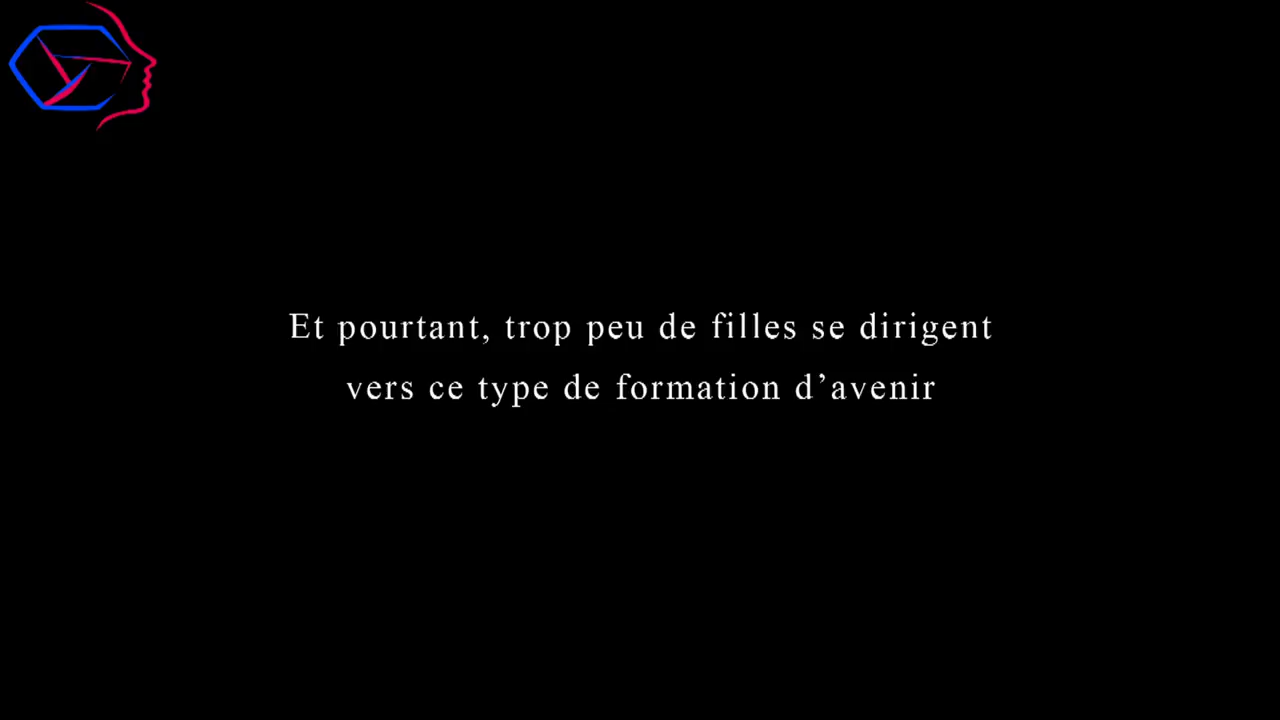 Et pourtant, trop peu de filles se dirigent
vers ce type de formation d’avenir